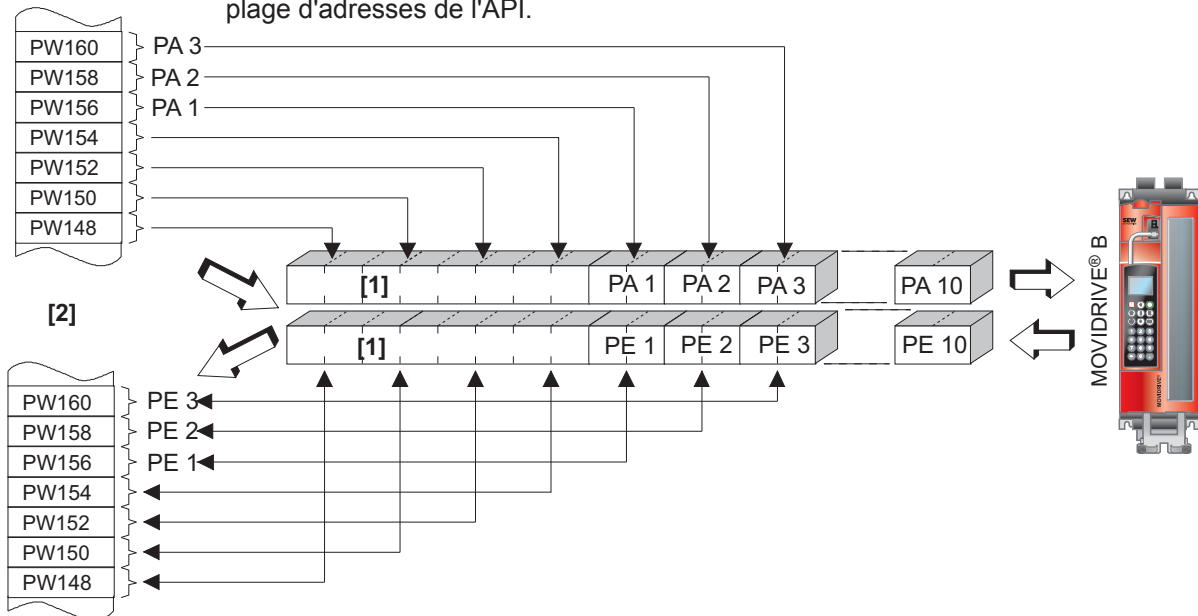 plage d'adresses de l'API.
PW160 PA 3
PW158 PA 2
PW156 PA 1
PW154
PW152
PW150
PW148
[1] PA 1 PA 2 PA 3 PA 10
[2]
[1] PE 1 PE 2 PE 3 PE 10
MOVIDRIVE® B
SEW
MOVIDRIVE®
PW160 PE 3
PW158 PE 2
PW156 PE 1
PW154
PW152
PW150
PW148